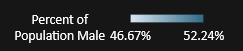 Percent of
Population Male 46.67% 52.24%